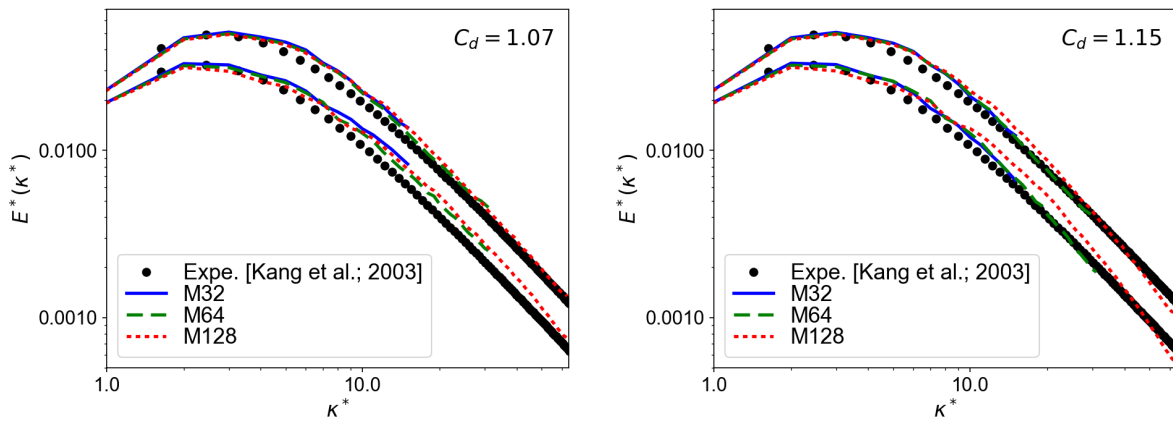 C_d = 1.07
0.0100
0.0010
E*(κ*)
Expe. [Kang et al.; 2003]
M32
M64
M128
1.0
10.0
κ*
C_d = 1.15
0.0100
0.0010
E*(κ*)
Expe. [Kang et al.; 2003]
M32
M64
M128
1.0
10.0
κ*